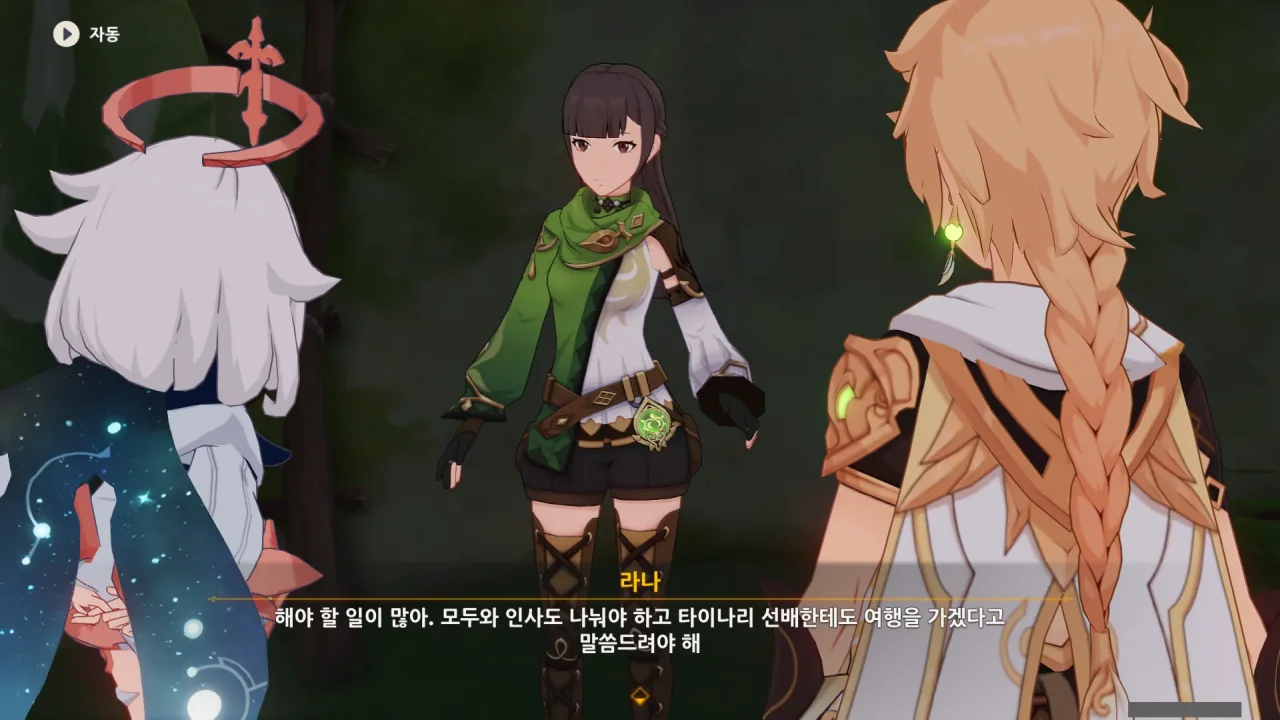 자동
라나
해야 할 일이 많아. 모두와 인사도 나눠야 하고 타이나리 선배한테도 여행을 가겠다고
말씀드려야 해